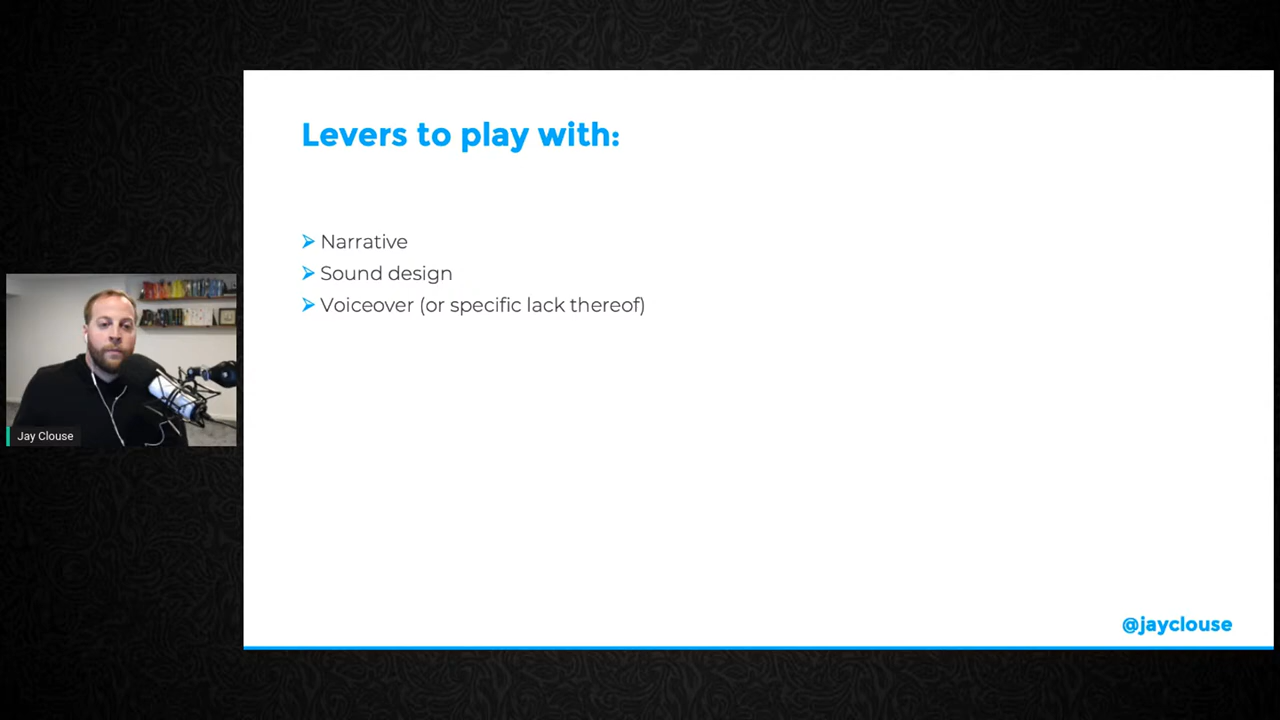 Levers to play with:
Narrative
Sound design
Voiceover (or specific lack thereof)
Jay Clouse
@jayclouse